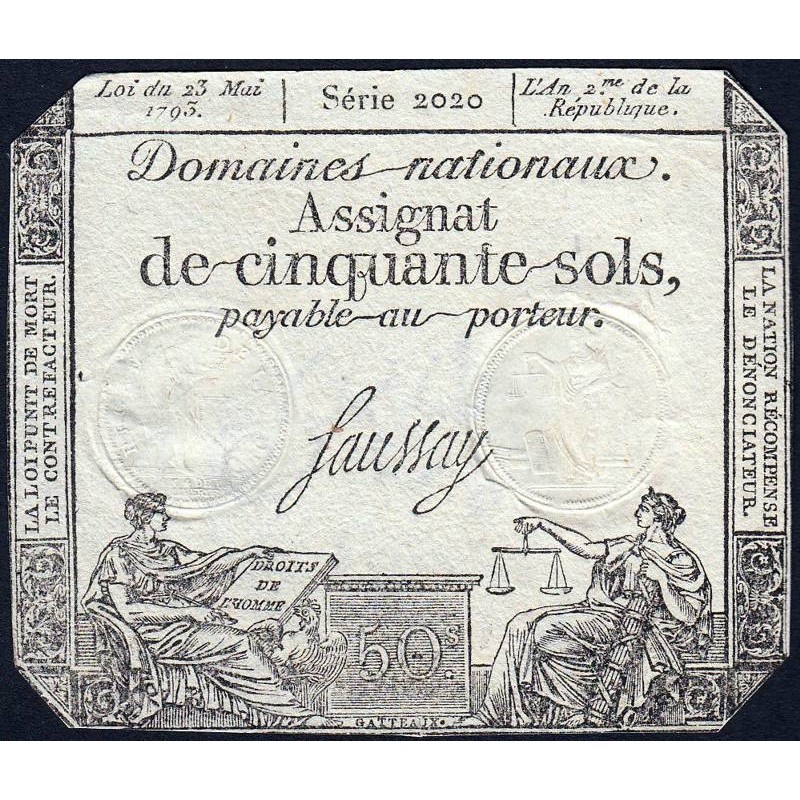 Loi du 23 Mai
1793.
Série 2020
L'An 2.me de la
République.
Domaines nationaux.
Assignat
de cinquante sols,
payable au porteur.
LA LOI PUNIT DE MORT
LE CONTREFACTEUR.
LA NATION RÉCOMPENSE
LE DÉNONCIATEUR.
Saussay
DROITS
DE
L'HOMME
50.s
GATTEAUX.